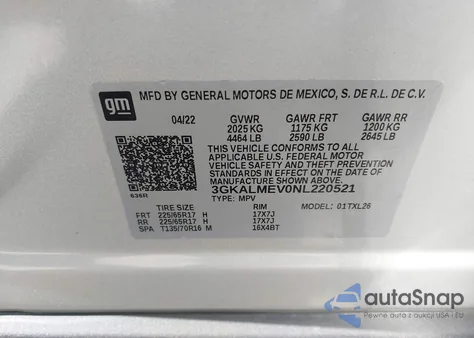 gm
MFD BY GENERAL MOTORS DE MEXICO, S. DE R.L. DE C.V.
04/22 GVWR GAWR FRT GAWR RR
2025 KG 1175 KG 1200 KG
4464 LB 2590 LB 2645 LB
THIS VEHICLE CONFORMS TO ALL
APPLICABLE U.S. FEDERAL MOTOR
VEHICLE SAFETY AND THEFT PREVENTION
STANDARDS IN EFFECT ON THE DATE OF
MANUFACTURE SHOWN ABOVE.
3GKALMEV0NL220521
636R
TYPE: MPV MODEL: 01TXL26
TIRE SIZE RIM
FRT 225/65R17 H 17X7J
RR 225/65R17 H 17X7J
SPA T135/70R16 M 16X4BT
autoSnap
Pewne auta z aukcji USA - EU